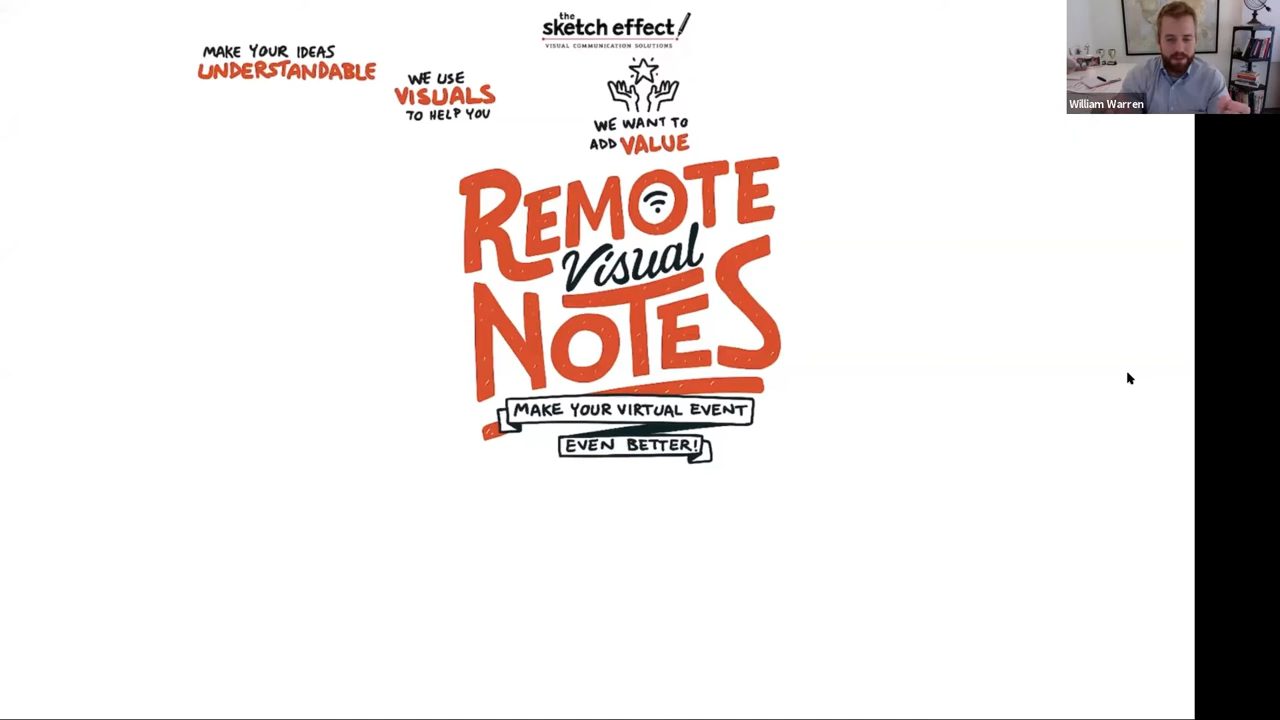 the
sketch effect
VISUAL COMMUNICATION SOLUTIONS
MAKE YOUR IDEAS
UNDERSTANDABLE
WE USE
VISUALS
TO HELP YOU
WE WANT TO
ADD VALUE
REMOTE
Visual
NOTES
MAKE YOUR VIRTUAL EVENT
EVEN BETTER!
William Warren